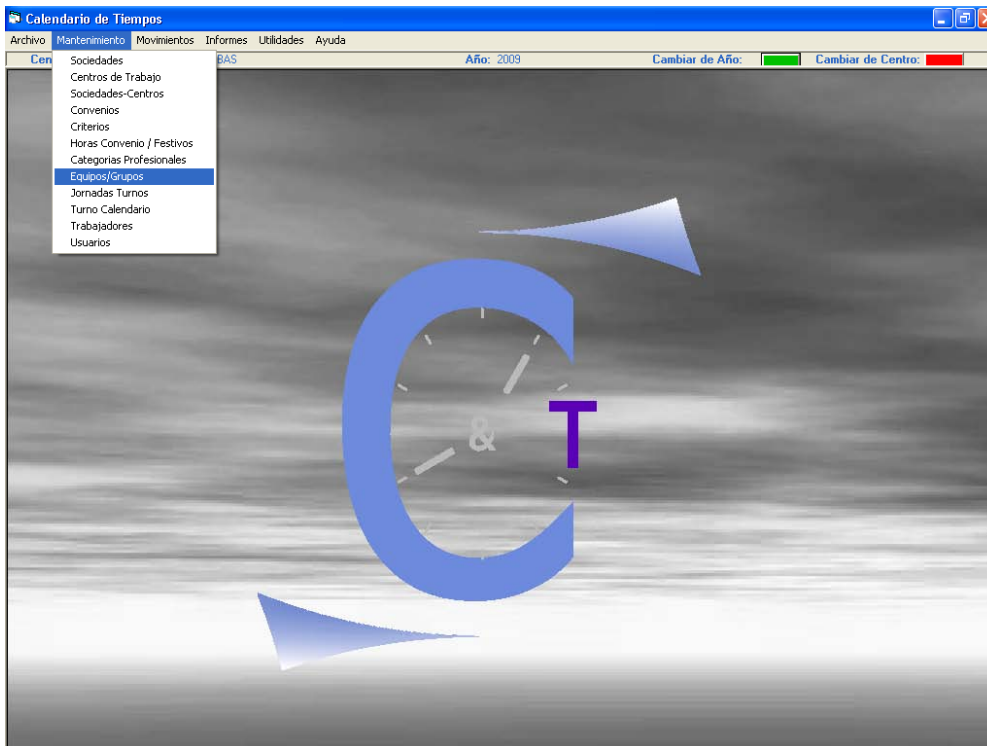 Calendario de Tiempos
Archivo Mantenimiento Movimientos Informes Utilidades Ayuda
Cen BAS Año: 2009 Cambiar de Año: Cambiar de Centro:
Sociedades
Centros de Trabajo
Sociedades-Centros
Convenios
Criterios
Horas Convenio / Festivos
Categorias Profesionales
Equipos/Grupos
Jornadas Turnos
Turno Calendario
Trabajadores
Usuarios
C & T